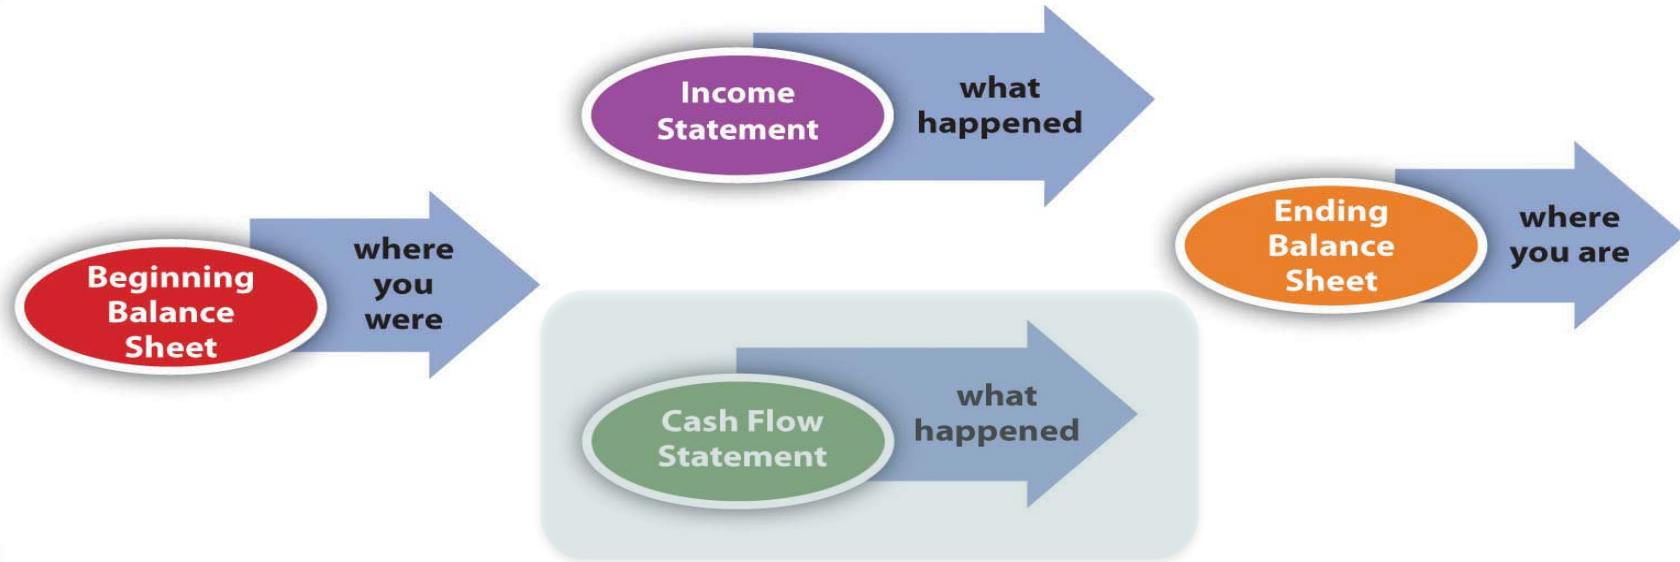 Beginning
Balance
Sheet
where
you
were
Income
Statement
what
happened
Cash Flow
Statement
what
happened
Ending
Balance
Sheet
where
you are